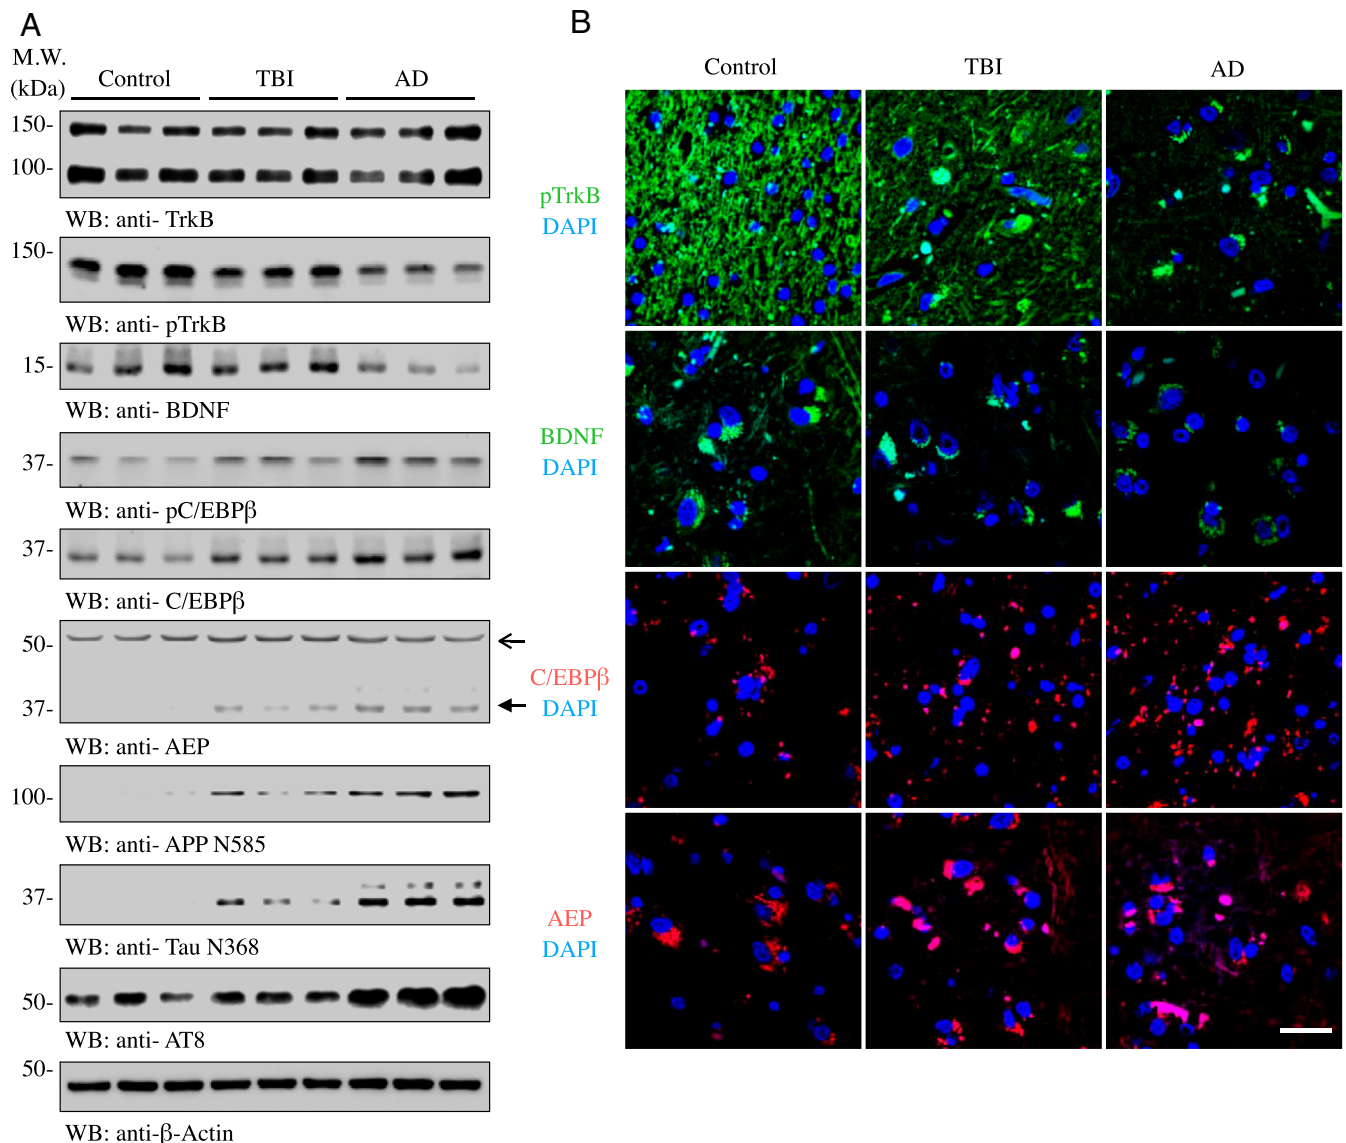 A
M.W.
(kDa)
Control TBI AD
150-
100-
WB: anti- TrkB
150-
WB: anti- pTrkB
15-
WB: anti- BDNF
37-
WB: anti- pC/EBPβ
37-
WB: anti- C/EBPβ
50-
37-
WB: anti- AEP
100-
WB: anti- APP N585
37-
WB: anti- Tau N368
50-
WB: anti- AT8
50-
WB: anti-β-Actin
B
Control TBI AD
pTrkB
DAPI
BDNF
DAPI
C/EBPβ
DAPI
AEP
DAPI